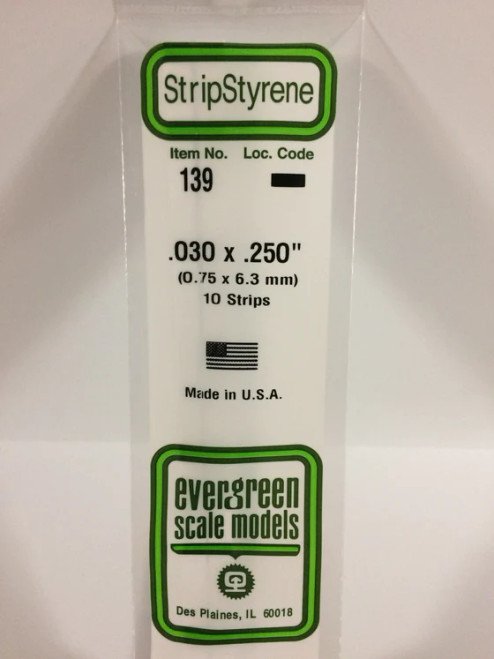 StripStyrene
Item No. Loc. Code
139
.030 x .250"
(0.75 x 6.3 mm)
10 Strips
Made in U.S.A.
evergreen
scale models
Des Plaines, IL 60018